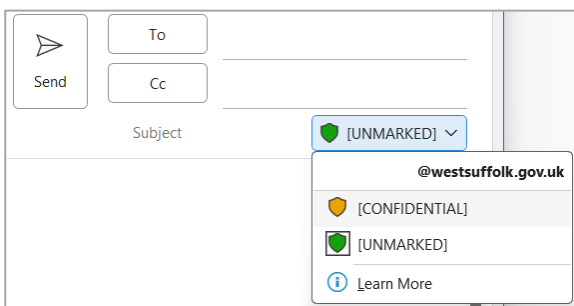 To
Send
Cc
Subject
[UNMARKED]
@westsuffolk.gov.uk
[CONFIDENTIAL]
[UNMARKED]
Learn More